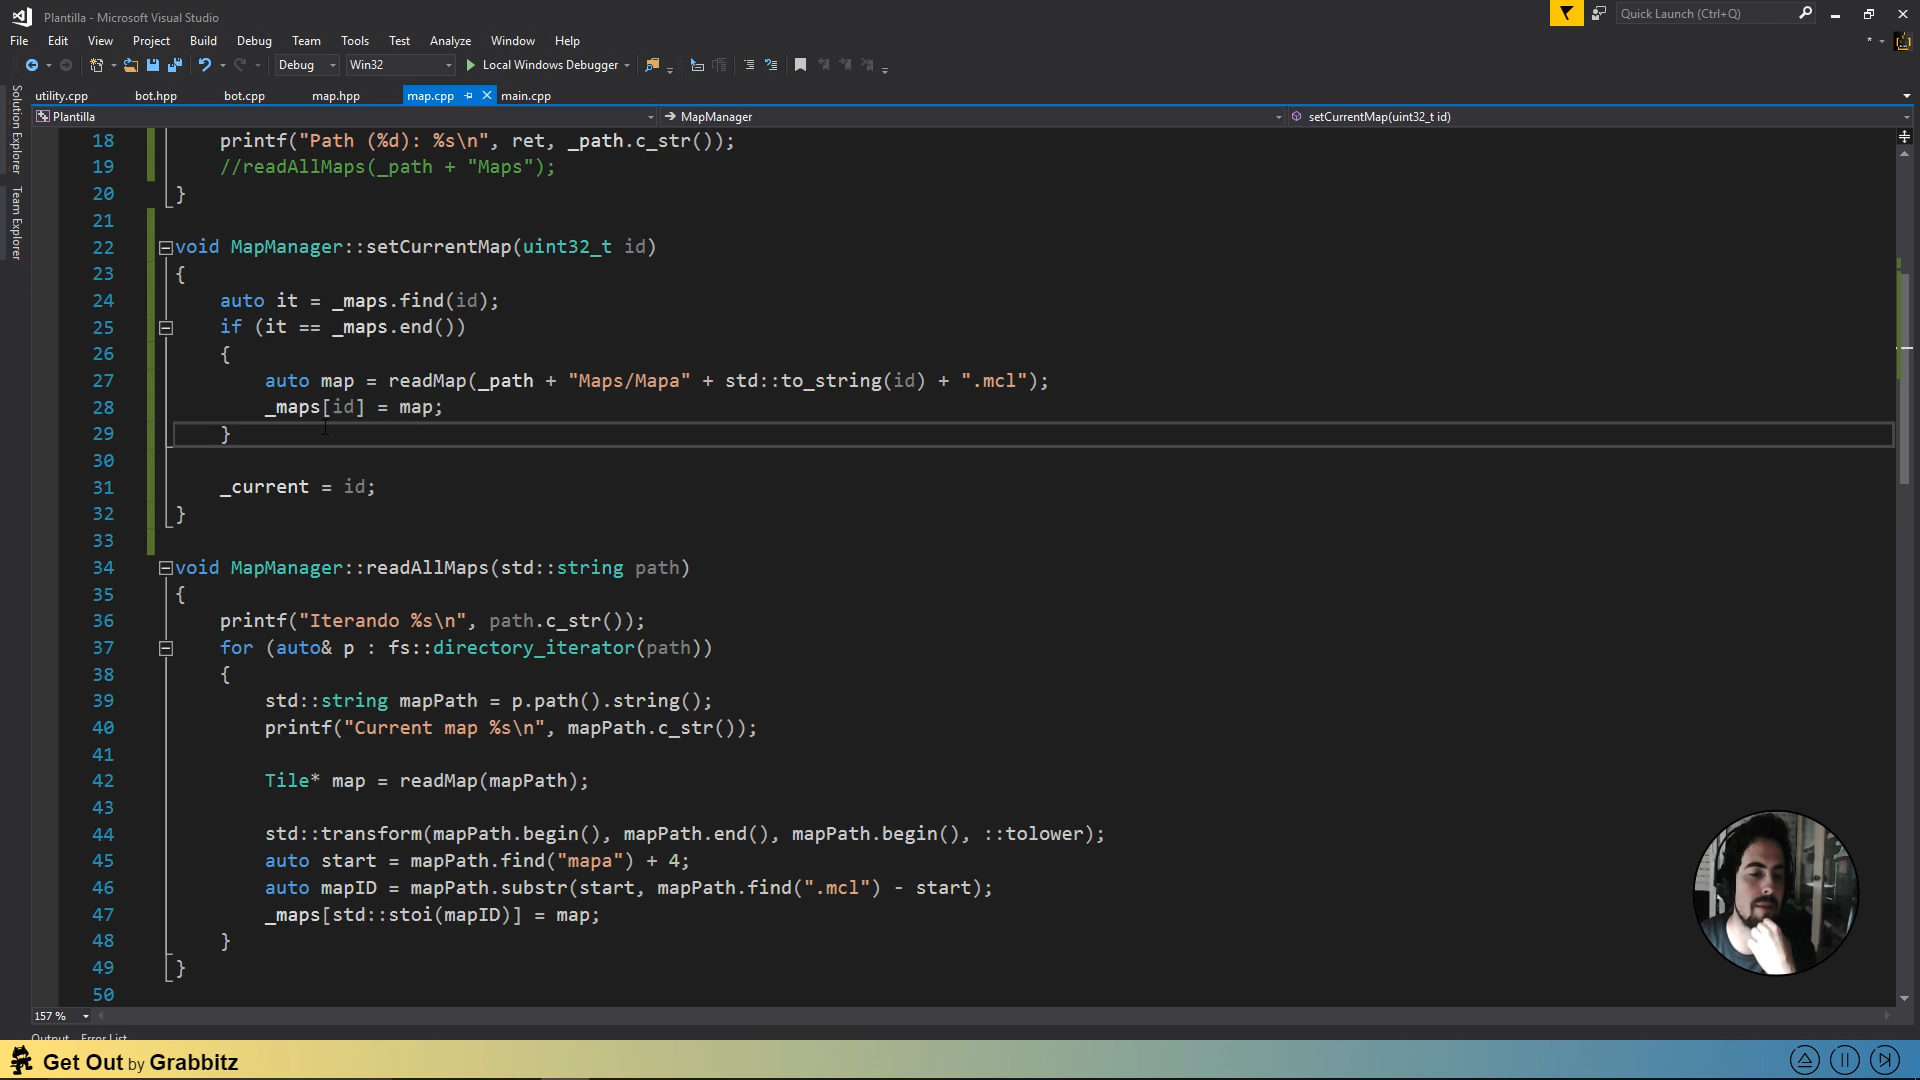 Plantilla - Microsoft Visual Studio
Quick Launch (Ctrl+Q)
File Edit View Project Build Debug Team Tools Test Analyze Window Help
Debug Win32 Local Windows Debugger
utility.cpp bot.hpp bot.cpp map.hpp map.cpp main.cpp
Plantilla MapManager setCurrentMap(uint32_t id)
Solution Explorer
Team Explorer
18 printf("Path (%d): %s\n", ret, _path.c_str());
19 //readAllMaps(_path + "Maps");
20 }
21
22 void MapManager::setCurrentMap(uint32_t id)
23 {
24 auto it = _maps.find(id);
25 if (it == _maps.end())
26 {
27 auto map = readMap(_path + "Maps/Mapa" + std::to_string(id) + ".mcl");
28 _maps[id] = map;
29 }
30
31 _current = id;
32 }
33
34 void MapManager::readAllMaps(std::string path)
35 {
36 printf("Iterando %s\n", path.c_str());
37 for (auto& p : fs::directory_iterator(path))
38 {
39 std::string mapPath = p.path().string();
40 printf("Current map %s\n", mapPath.c_str());
41
42 Tile* map = readMap(mapPath);
43
44 std::transform(mapPath.begin(), mapPath.end(), mapPath.begin(), ::tolower);
45 auto start = mapPath.find("mapa") + 4;
46 auto mapID = mapPath.substr(start, mapPath.find(".mcl") - start);
47 _maps[std::stoi(mapID)] = map;
48 }
49 }
50
157 %
Output Error List
Get Out by Grabbitz